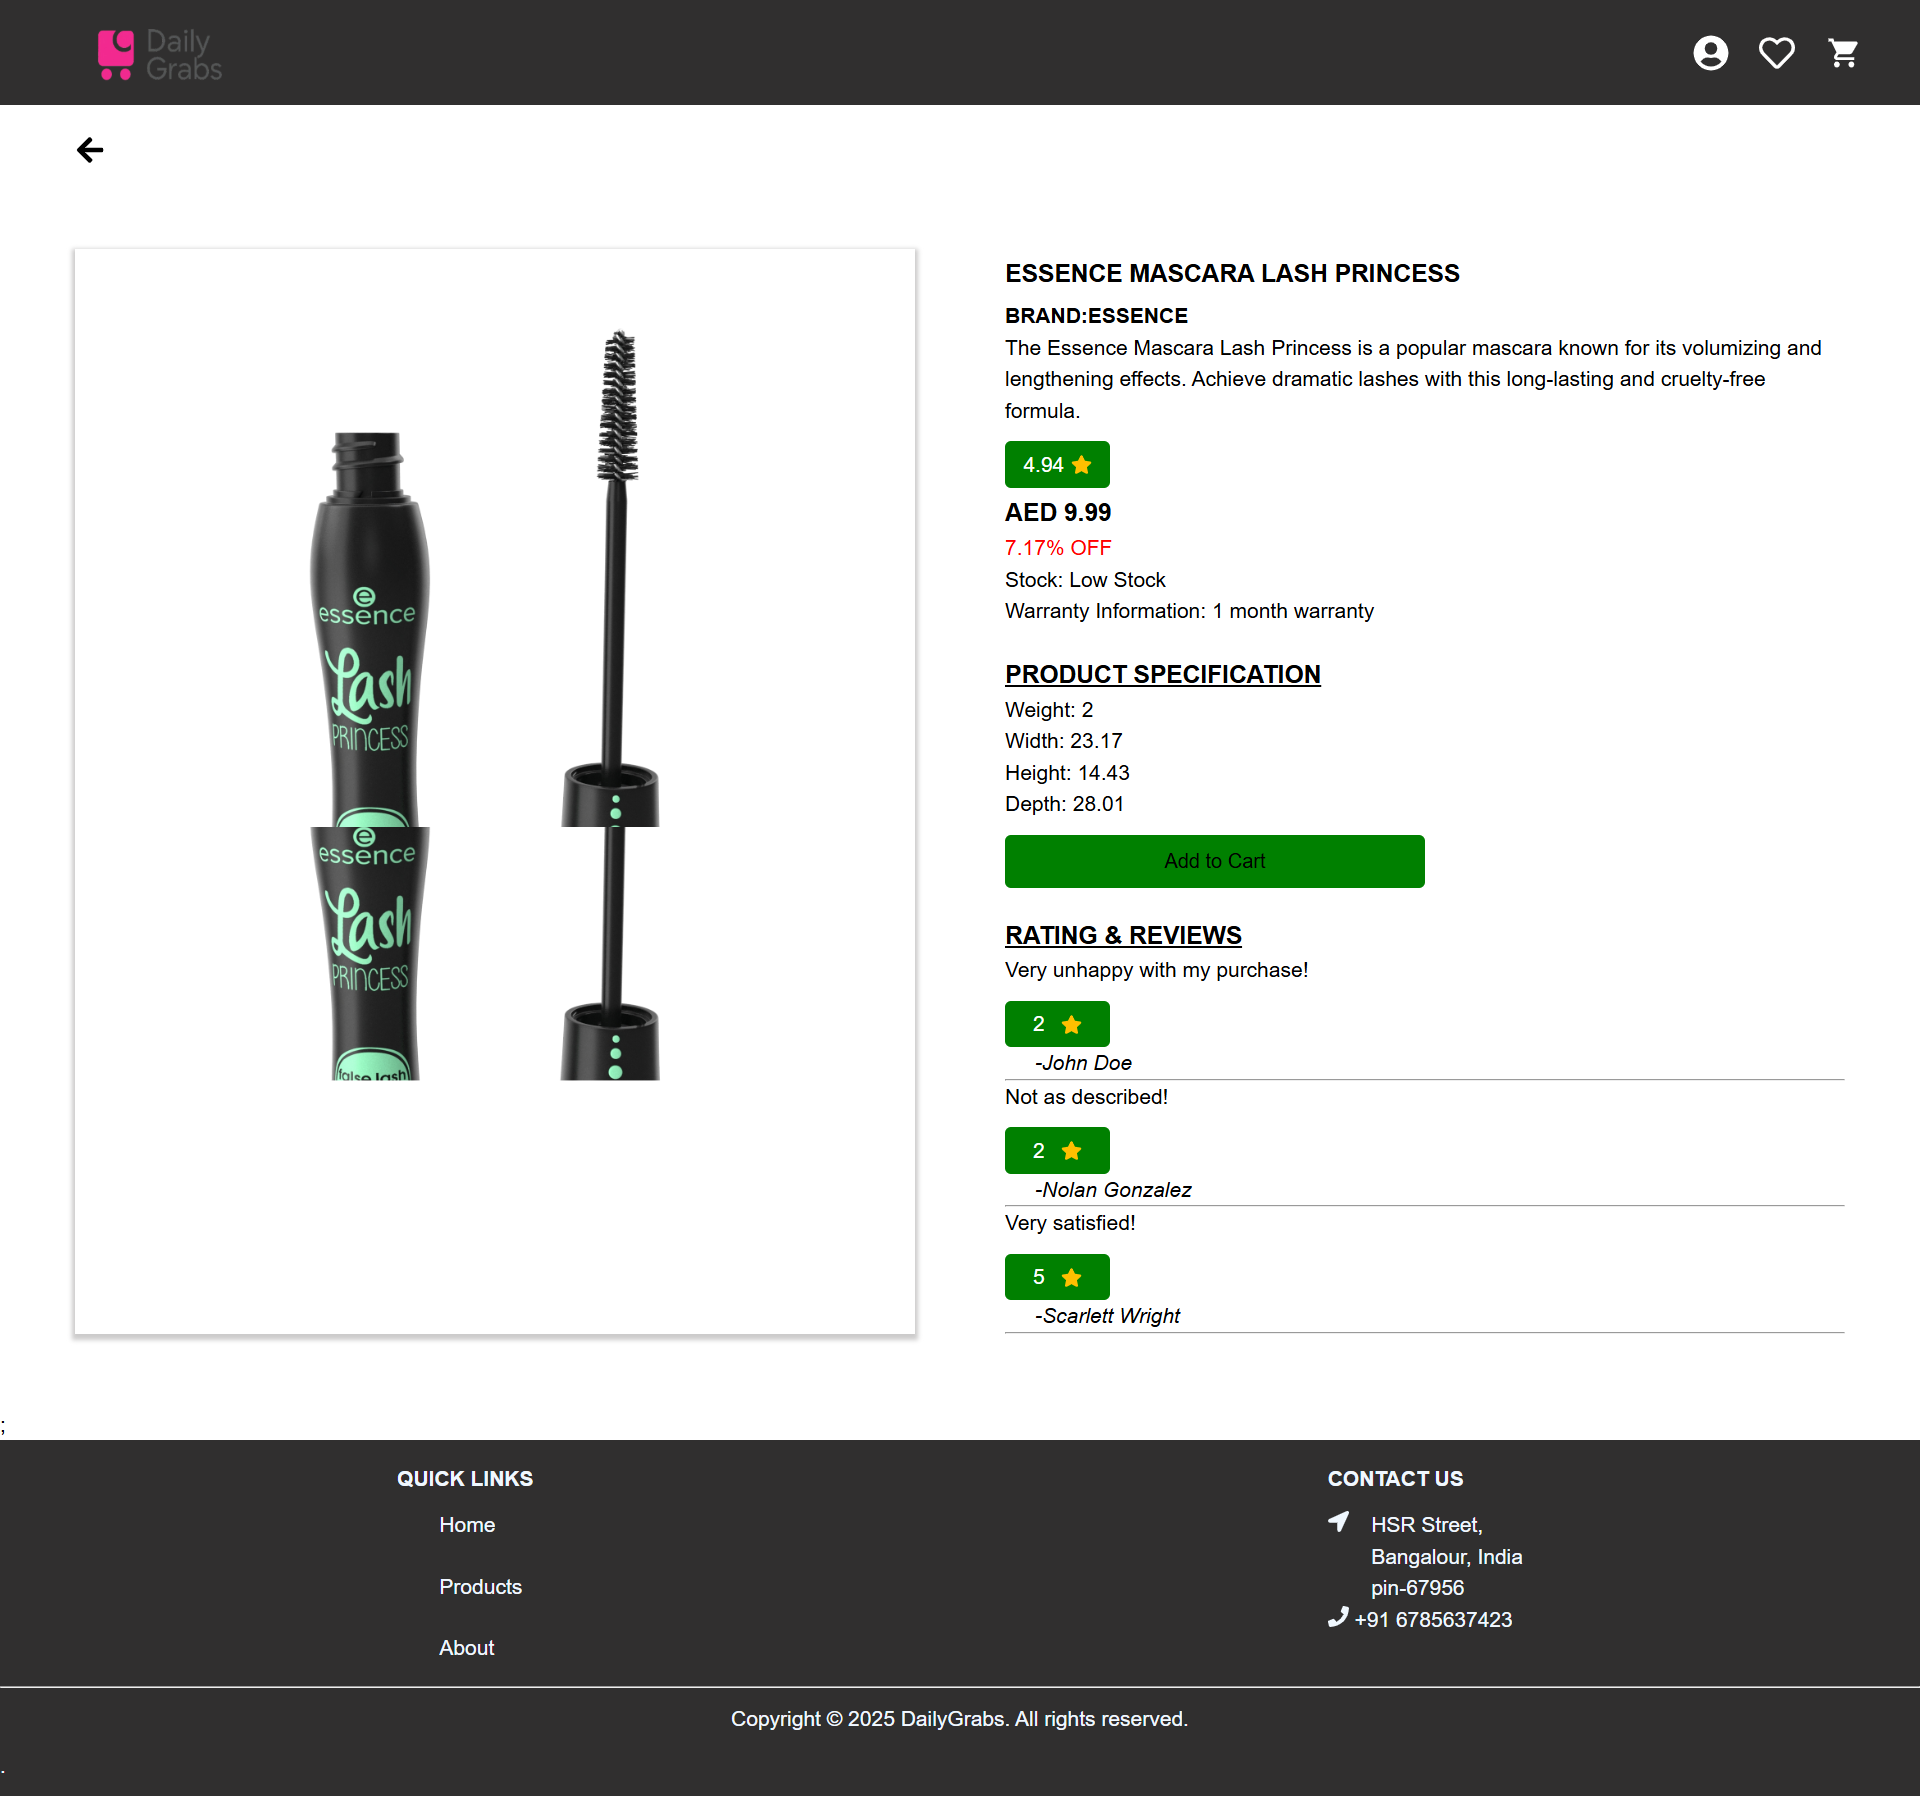 Daily
Grabs
essence
Lash
PRINCESS
essence
Lash
PRINCESS
false lash
ESSENCE MASCARA LASH PRINCESS
BRAND:ESSENCE
The Essence Mascara Lash Princess is a popular mascara known for its volumizing and
lengthening effects. Achieve dramatic lashes with this long-lasting and cruelty-free
formula.
4.94
AED 9.99
7.17% OFF
Stock: Low Stock
Warranty Information: 1 month warranty
PRODUCT SPECIFICATION
Weight: 2
Width: 23.17
Height: 14.43
Depth: 28.01
Add to Cart
RATING & REVIEWS
Very unhappy with my purchase!
2
-John Doe
Not as described!
2
-Nolan Gonzalez
Very satisfied!
5
-Scarlett Wright
;
QUICK LINKS
Home
Products
About
CONTACT US
HSR Street,
Bangalour, India
pin-67956
+91 6785637423
Copyright © 2025 DailyGrabs. All rights reserved.
.